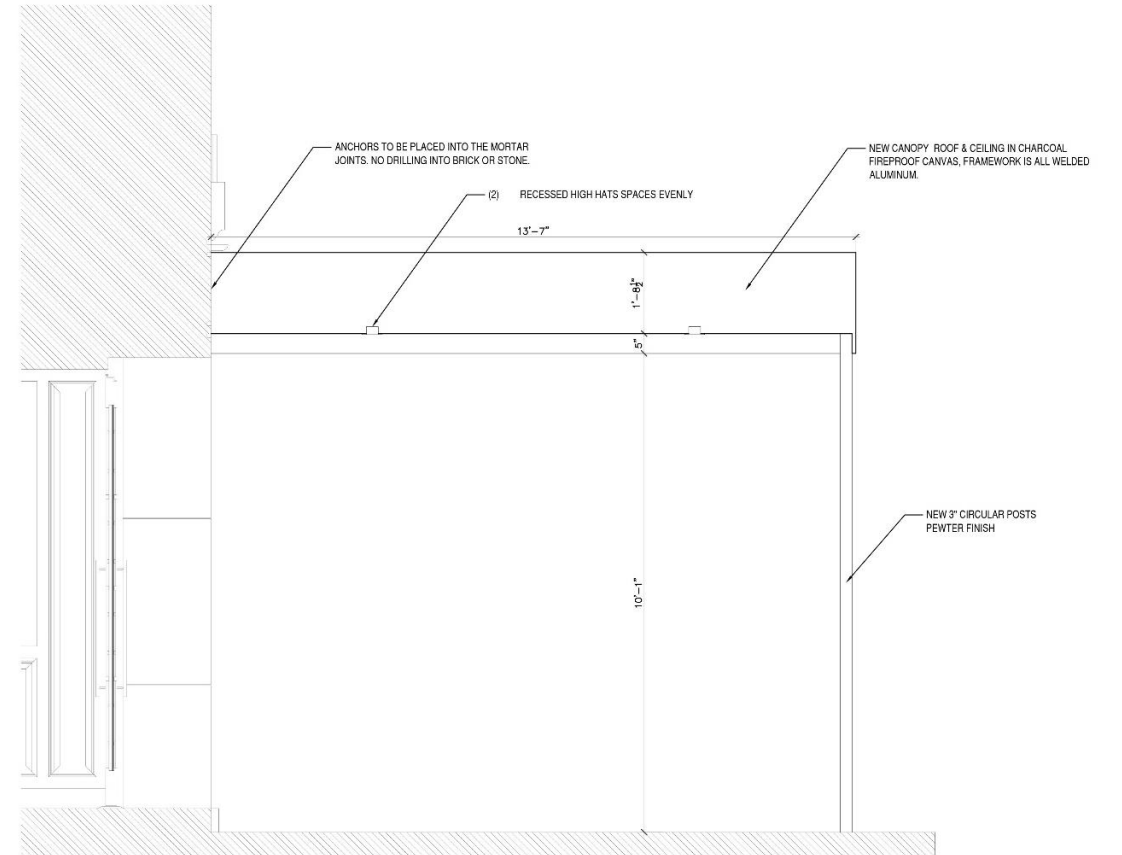 ANCHORS TO BE PLACED INTO THE MORTAR
JOINTS. NO DRILLING INTO BRICK OR STONE.
NEW CANOPY ROOF & CEILING IN CHARCOAL
FIREPROOF CANVAS, FRAMEWORK IS ALL WELDED
ALUMINUM.
(2) RECESSED HIGH HATS SPACES EVENLY
13'-7"
1'-8½"
5"
NEW 3" CIRCULAR POSTS
PEWTER FINISH
10'-1"